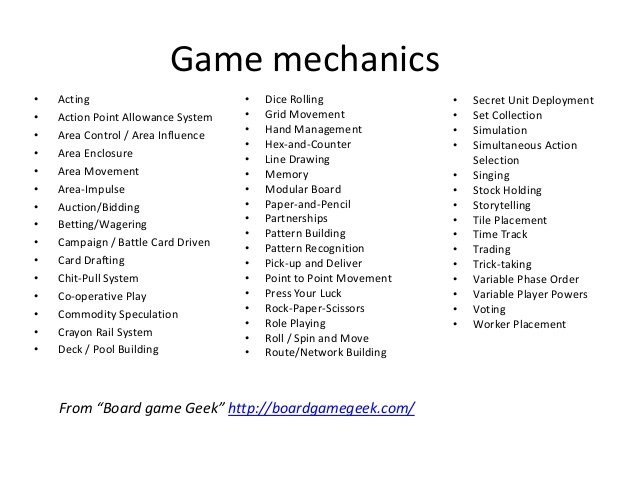 Game mechanics
• Acting
• Action Point Allowance System
• Area Control / Area Influence
• Area Enclosure
• Area Movement
• Area-Impulse
• Auction/Bidding
• Betting/Wagering
• Campaign / Battle Card Driven
• Card Drafting
• Chit-Pull System
• Co-operative Play
• Commodity Speculation
• Crayon Rail System
• Deck / Pool Building
• Dice Rolling
• Grid Movement
• Hand Management
• Hex-and-Counter
• Line Drawing
• Memory
• Modular Board
• Paper-and-Pencil
• Partnerships
• Pattern Building
• Pattern Recognition
• Pick-up and Deliver
• Point to Point Movement
• Press Your Luck
• Rock-Paper-Scissors
• Role Playing
• Roll / Spin and Move
• Route/Network Building
• Secret Unit Deployment
• Set Collection
• Simulation
• Simultaneous Action
Selection
• Singing
• Stock Holding
• Storytelling
• Tile Placement
• Time Track
• Trading
• Trick-taking
• Variable Phase Order
• Variable Player Powers
• Voting
• Worker Placement
From “Board game Geek” http://boardgamegeek.com/